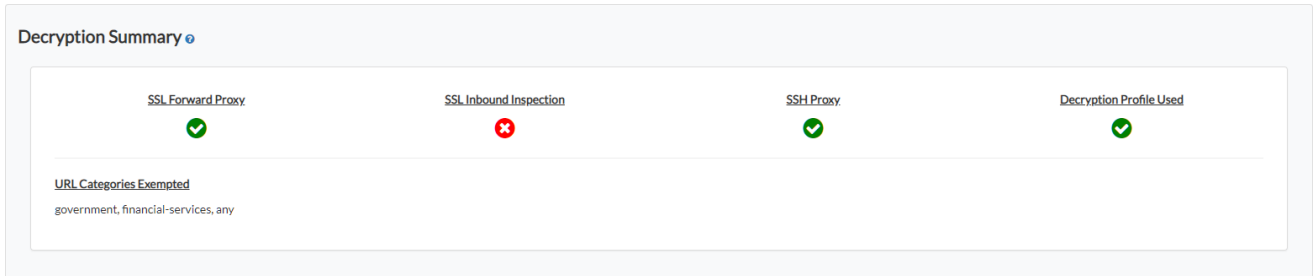 Decryption Summary
SSL Forward Proxy
SSL Inbound Inspection
SSH Proxy
Decryption Profile Used
URL Categories Exempted
government, financial-services, any